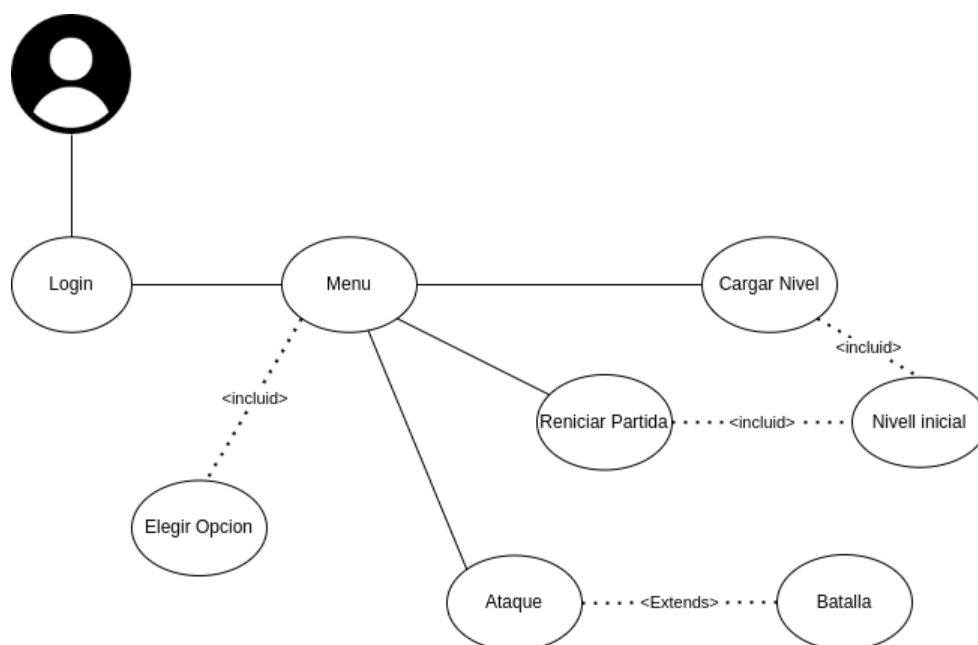 Login
Menu
Cargar Nivel
<incluid>
<incluid>
Reniciar Partida
<incluid>
Nivell inicial
Elegir Opcion
Ataque
<Extends>
Batalla